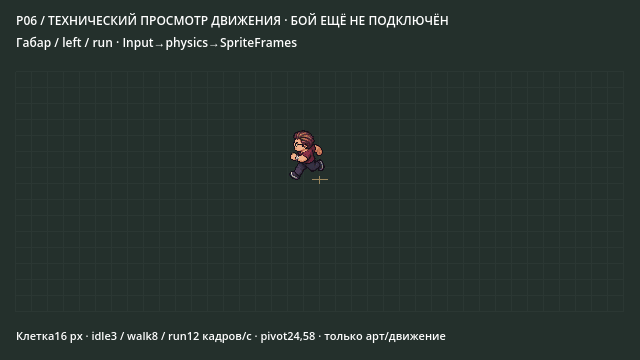 P06 / ТЕХНИЧЕСКИЙ ПРОСМОТР ДВИЖЕНИЯ · БОЙ ЕЩЁ НЕ ПОДКЛЮЧЁН
Габар / left / run · Input→physics→SpriteFrames
Клетка16 px · idle3 / walk8 / run12 кадров/с · pivot24,58 · только арт/движение